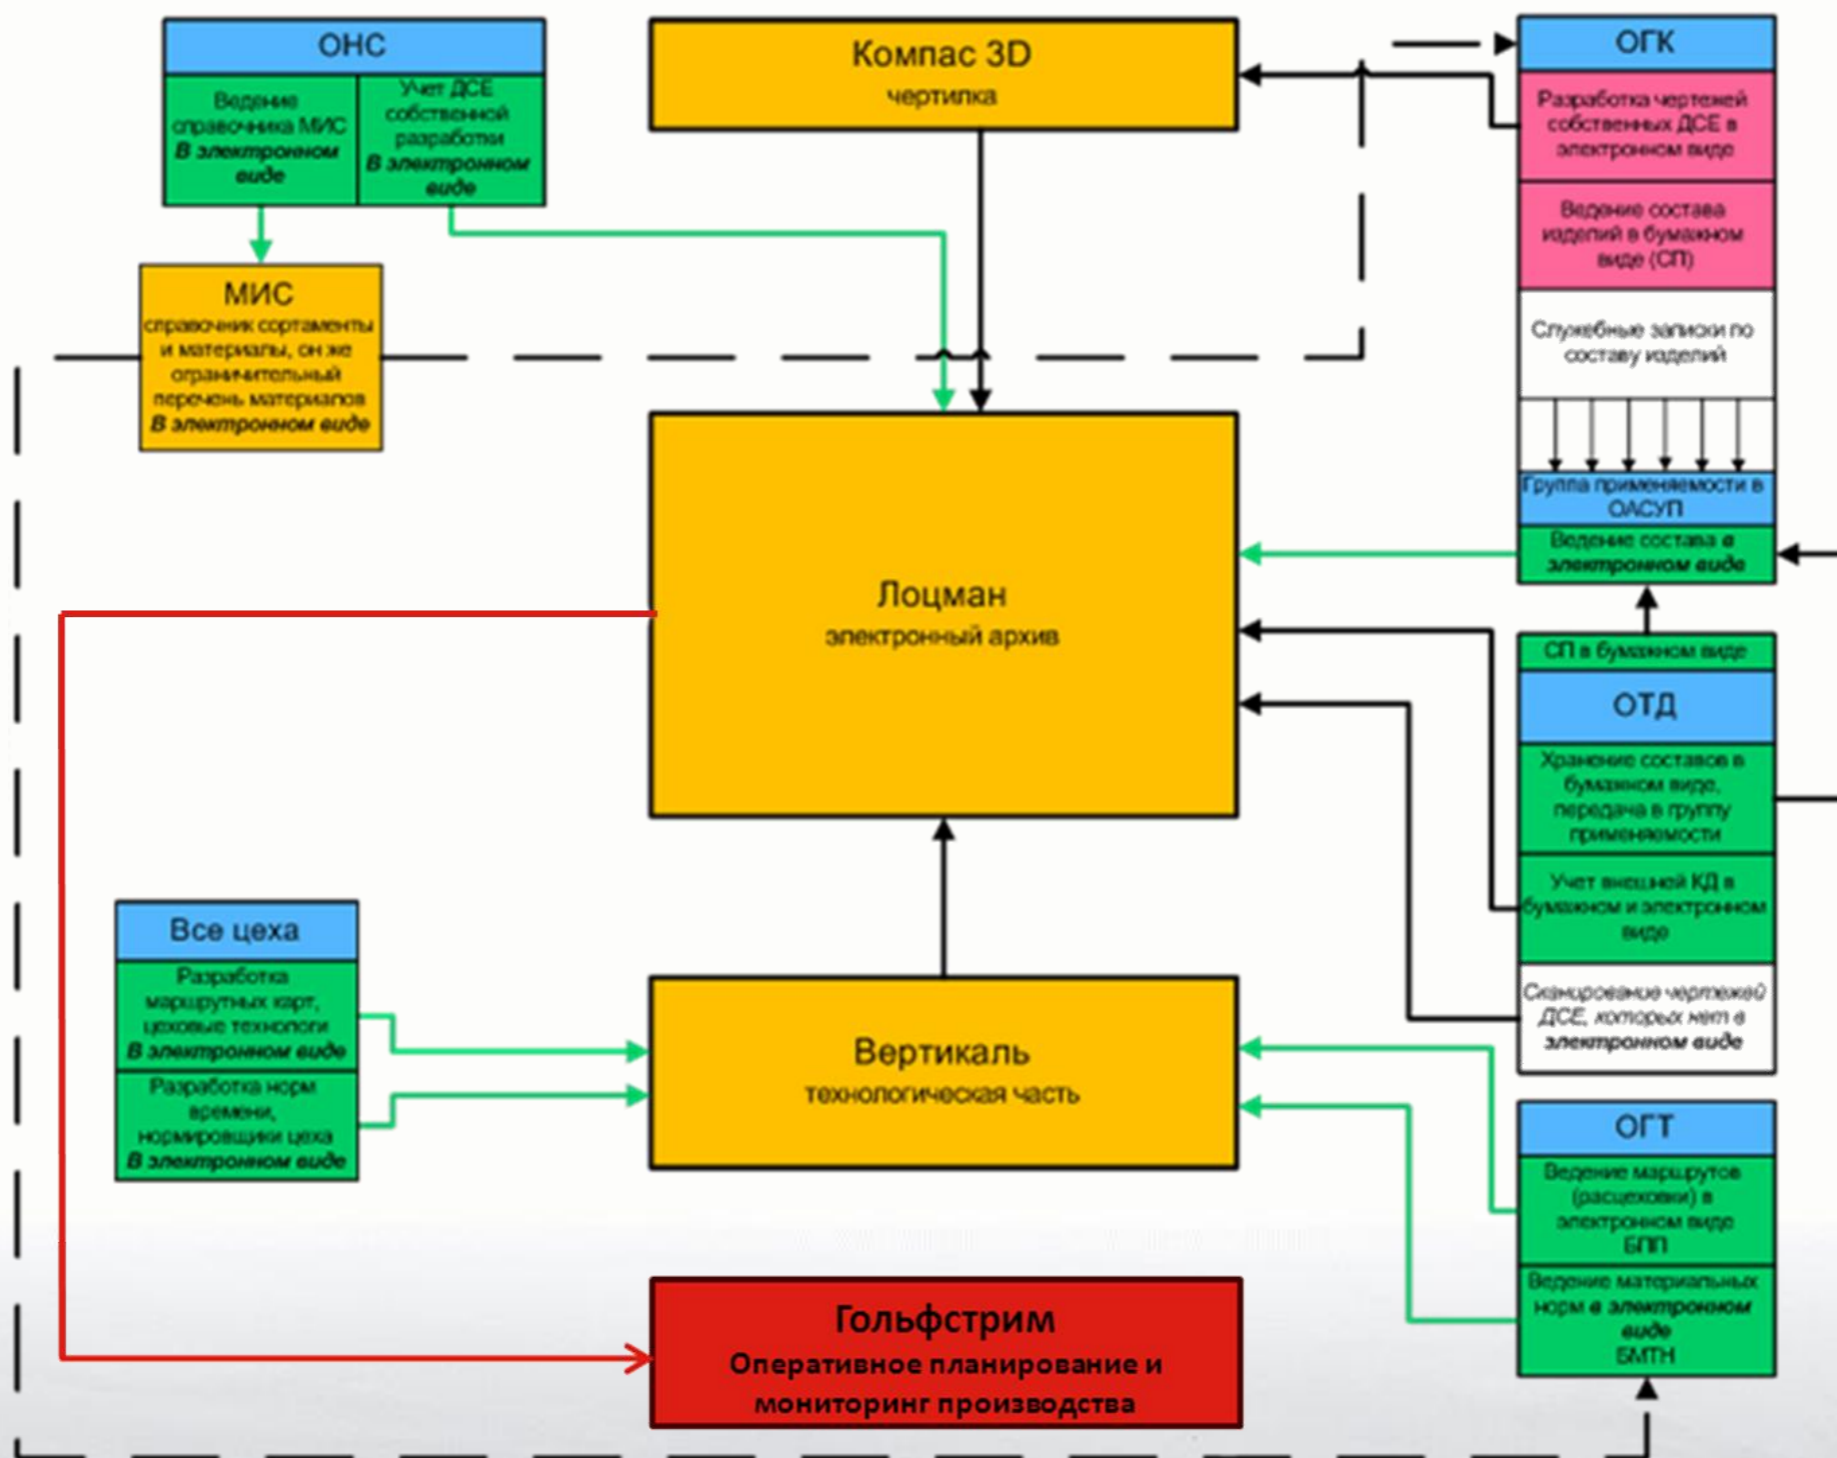 ОНС
Ведение
справочника МИС
В электронном
виде
Учет ДСЕ
собственной
разработки
В электронном
виде
МИС
справочник сортаменты
и материалы, он же
ограничительный
перечень материалов
В электронном виде
Компас 3D
чертилка
Лоцман
электронный архив
Все цеха
Разработка
маршрутных карт,
цеховые технологи
В электронном виде
Разработка норм
времени,
нормировщики цеха
В электронном виде
Вертикаль
технологическая часть
Гольфстрим
Оперативное планирование и
мониторинг производства
ОГК
Разработка чертежей
собственных ДСЕ в
электронном виде
Ведение состава
изделий в бумажном
виде (СП)
Служебные записки по
составу изделий
Группа применяемости в
ОАСУП
Ведение состава в
электронном виде
СП в бумажном виде
ОТД
Хранение составов в
бумажном виде,
передача в группу
применяемости
Учет внешней КД в
бумажном и электронном
виде
Сканирование чертежей
ДСЕ, которых нет в
электронном виде
ОГТ
Ведение маршрутов
(расцеховки) в
электронном виде
БПП
Ведение материальных
норм в электронном
виде
БМТН